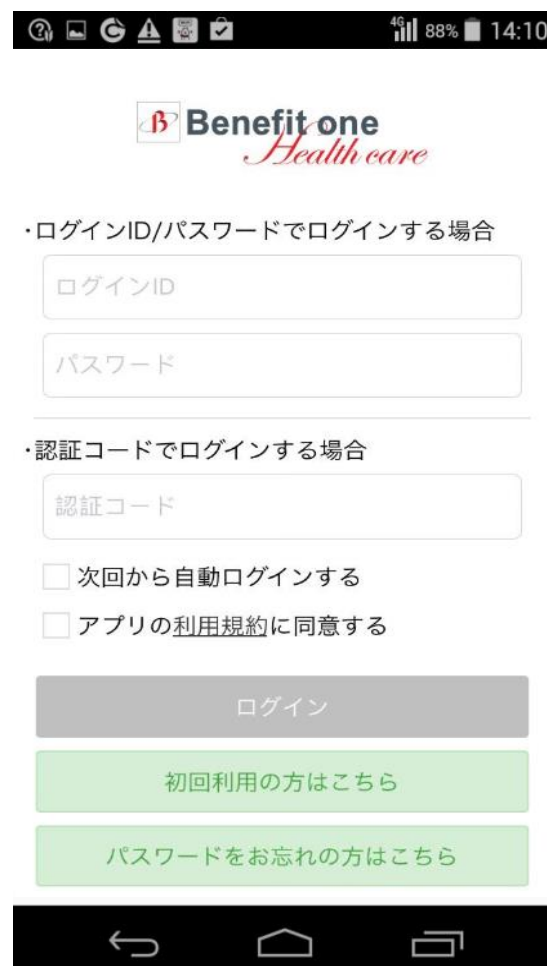 4G 88% 14:10
Benefit one
Health care
・ログインID/パスワードでログインする場合
ログインID
パスワード
・認証コードでログインする場合
認証コード
次回から自動ログインする
アプリの利用規約に同意する
ログイン
初回利用の方はこちら
パスワードをお忘れの方はこちら